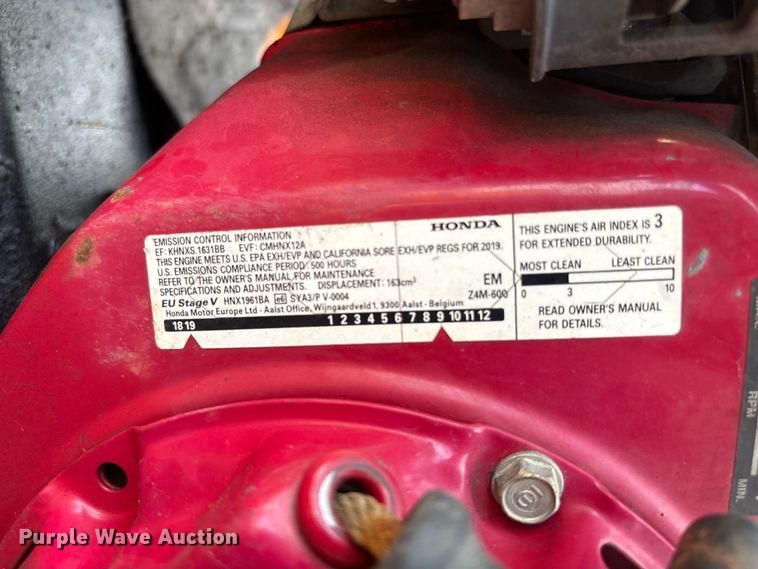 EMISSION CONTROL INFORMATION
HONDA
EF: KHNXS.1631BB EVF: CMHNX12A
THIS ENGINE MEETS U.S. EPA EXH/EVP AND CALIFORNIA SORE EXH/EVP REGS FOR 2019.
U.S. EMISSIONS COMPLIANCE PERIOD: 500 HOURS
REFER TO THE OWNER'S MANUAL FOR MAINTENANCE
SPECIFICATIONS AND ADJUSTMENTS. DISPLACEMENT: 163cm³
EM
EU Stage V HNX1961BA e6 SYA3/P V-0004
Z4M-600
Honda Motor Europe Ltd - Aalst Office, Wijngaardveld 1, 9300 Aalst - Belgium
18 19 1 2 3 4 5 6 7 8 9 10 11 12
THIS ENGINE'S AIR INDEX IS 3
FOR EXTENDED DURABILITY.
MOST CLEAN LEAST CLEAN
0 3 10
READ OWNER'S MANUAL
FOR DETAILS.
RPM
MIN.
Purple Wave Auction